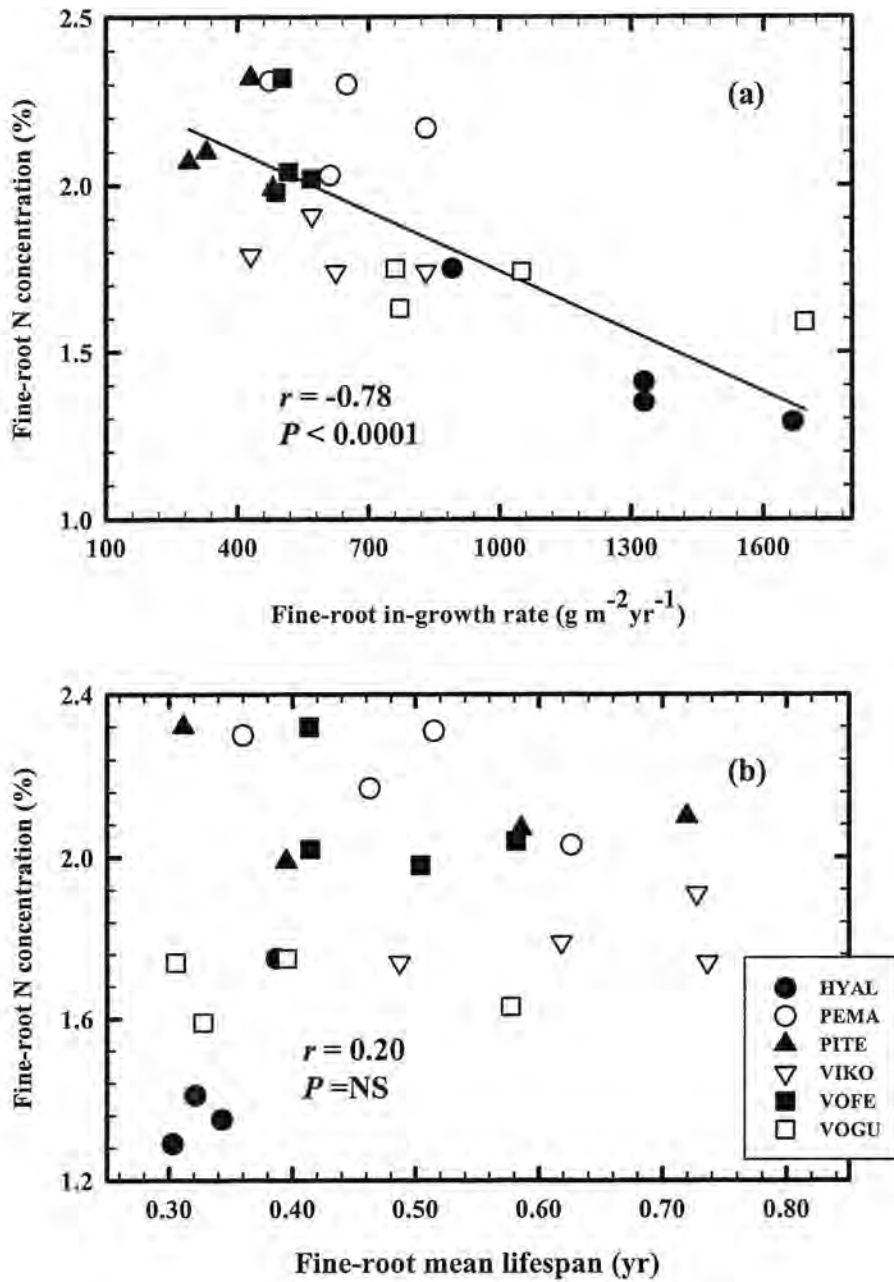 2.5
2.0
1.5
1.0
Fine-root N concentration (%)
(a)
r = -0.78
P < 0.0001
100 400 700 1000 1300 1600
Fine-root in-growth rate (g m⁻²yr⁻¹)
2.4
2.0
1.6
1.2
Fine-root N concentration (%)
(b)
r = 0.20
P =NS
HYAL
PEMA
PITE
VIKO
VOFE
VOGU
0.30 0.40 0.50 0.60 0.70 0.80
Fine-root mean lifespan (yr)